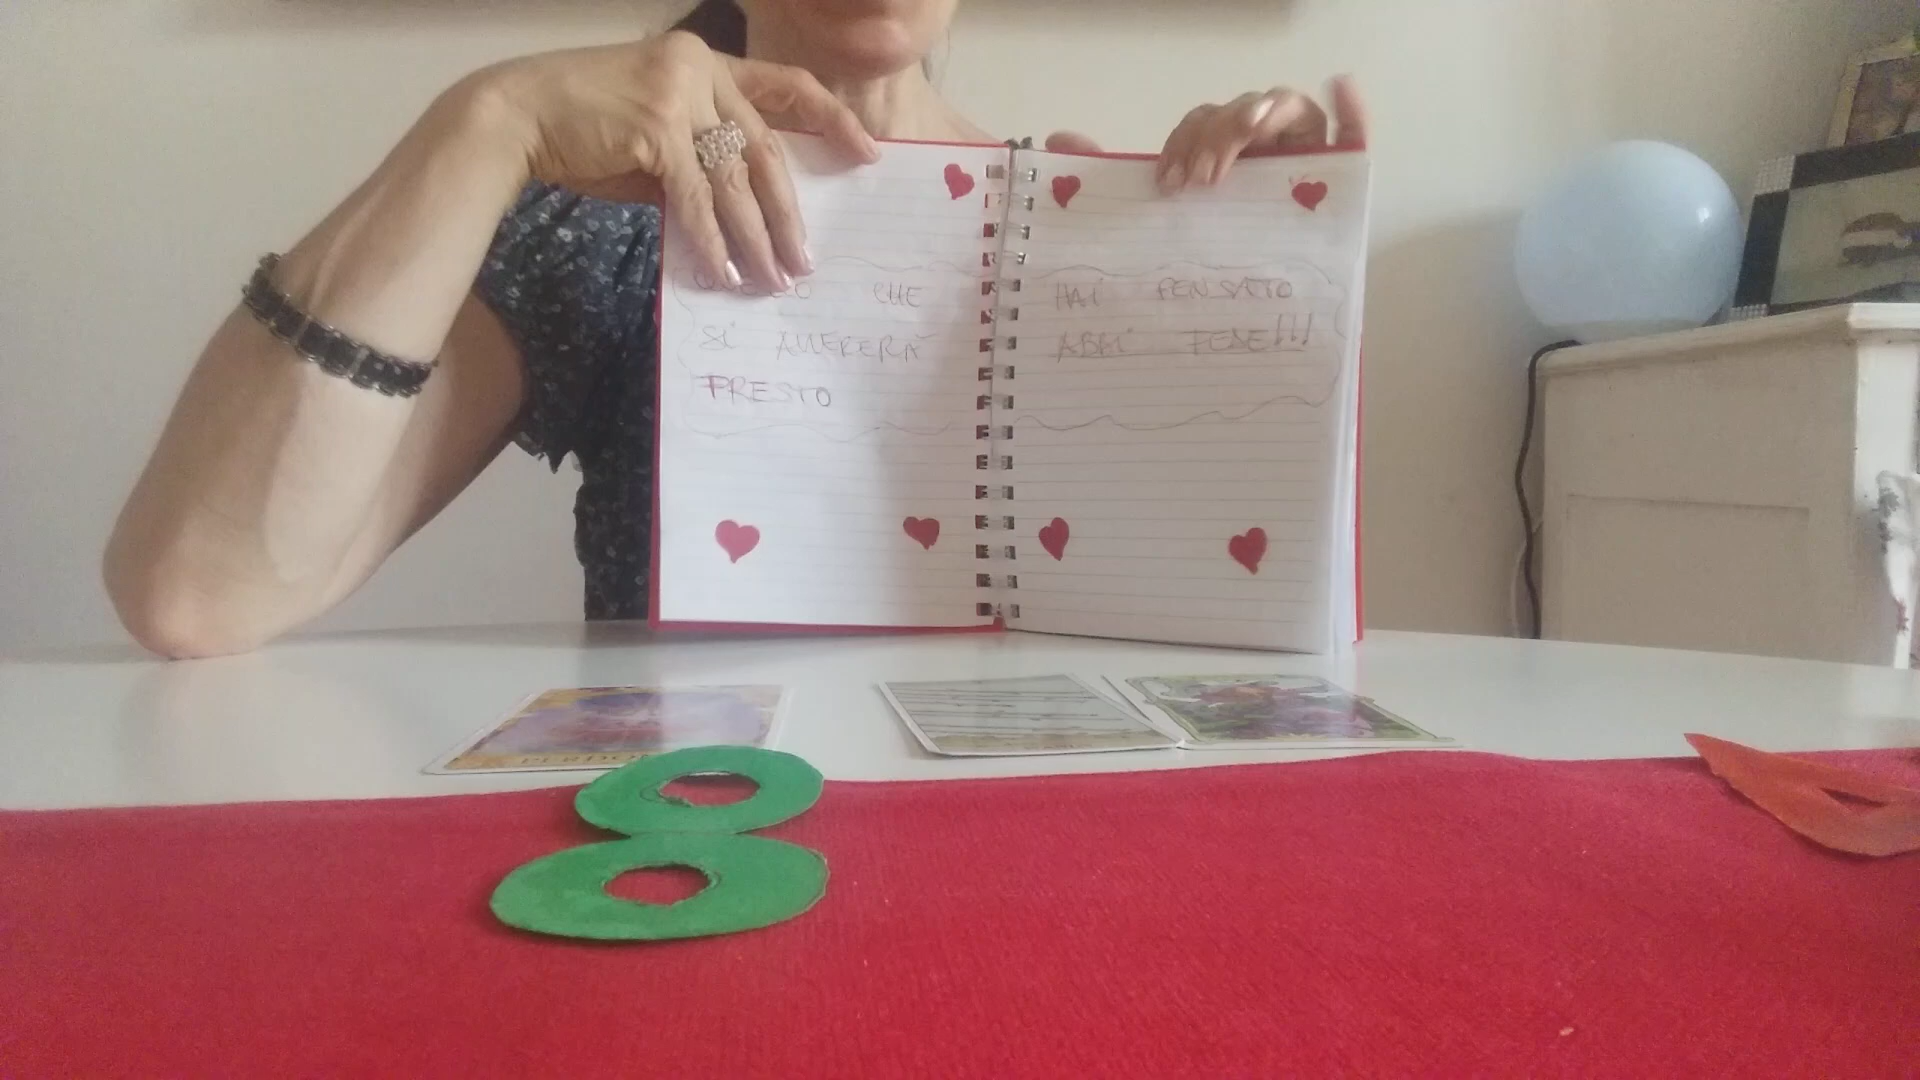 QUELLO CHE
SI AVVERERÀ
PRESTO
HAI PENSATO
ABBI FEDE!!!